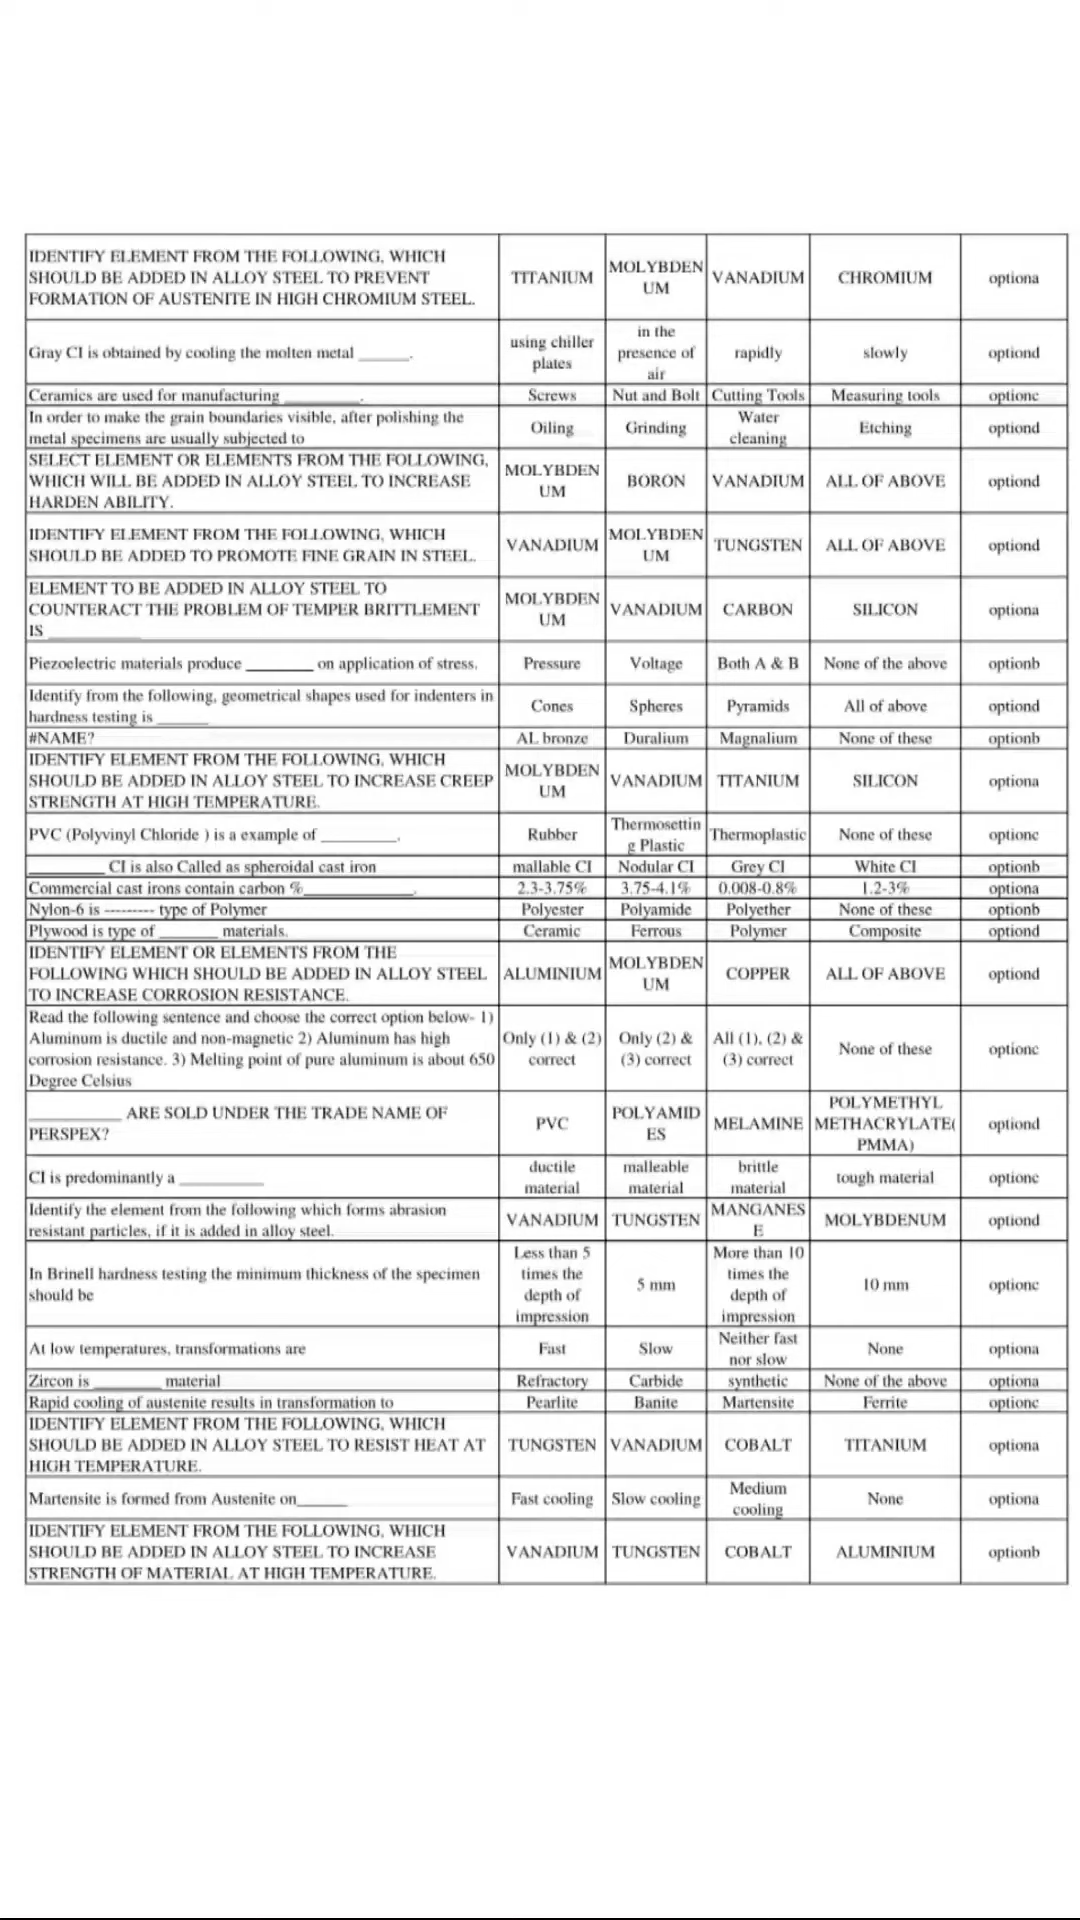 IDENTIFY ELEMENT FROM THE FOLLOWING, WHICH SHOULD BE ADDED IN ALLOY STEEL TO PREVENT FORMATION OF AUSTENITE IN HIGH CHROMIUM STEEL. TITANIUM MOLYBDENUM VANADIUM CHROMIUM optiona
Gray CI is obtained by cooling the molten metal ______. using chiller plates in the presence of air rapidly slowly optiond
Ceramics are used for manufacturing _________. Screws Nut and Bolt Cutting Tools Measuring tools optionc
In order to make the grain boundaries visible, after polishing the metal specimens are usually subjected to Oiling Grinding Water cleaning Etching optiond
SELECT ELEMENT OR ELEMENTS FROM THE FOLLOWING, WHICH WILL BE ADDED IN ALLOY STEEL TO INCREASE HARDEN ABILITY. MOLYBDENUM BORON VANADIUM ALL OF ABOVE optiond
IDENTIFY ELEMENT FROM THE FOLLOWING, WHICH SHOULD BE ADDED TO PROMOTE FINE GRAIN IN STEEL. VANADIUM MOLYBDENUM TUNGSTEN ALL OF ABOVE optiond
ELEMENT TO BE ADDED IN ALLOY STEEL TO COUNTERACT THE PROBLEM OF TEMPER BRITTLEMENT IS __________ MOLYBDENUM VANADIUM CARBON SILICON optiona
Piezoelectric materials produce ________ on application of stress. Pressure Voltage Both A & B None of the above optionb
Identify from the following, geometrical shapes used for indenters in hardness testing is ______ Cones Spheres Pyramids All of above optiond
#NAME? AL bronze Duralium Magnalium None of these optionb
IDENTIFY ELEMENT FROM THE FOLLOWING, WHICH SHOULD BE ADDED IN ALLOY STEEL TO INCREASE CREEP STRENGTH AT HIGH TEMPERATURE. MOLYBDENUM VANADIUM TITANIUM SILICON optiona
PVC (Polyvinyl Chloride ) is a example of _________. Rubber Thermosetting Plastic Thermoplastic None of these optionc
_________ CI is also Called as spheroidal cast iron mallable CI Nodular CI Grey CI White CI optionb
Commercial cast irons contain carbon %_____________. 2.3-3.75% 3.75-4.1% 0.008-0.8% 1.2-3% optiona
Nylon-6 is --------- type of Polymer Polyester Polyamide Polyether None of these optionb
Plywood is type of _______ materials. Ceramic Ferrous Polymer Composite optiond
IDENTIFY ELEMENT OR ELEMENTS FROM THE FOLLOWING WHICH SHOULD BE ADDED IN ALLOY STEEL TO INCREASE CORROSION RESISTANCE. ALUMINIUM MOLYBDENUM COPPER ALL OF ABOVE optiond
Read the following sentence and choose the correct option below- 1) Aluminum is ductile and non-magnetic 2) Aluminum has high corrosion resistance. 3) Melting point of pure aluminum is about 650 Degree Celsius Only (1) & (2) correct Only (2) & (3) correct All (1), (2) & (3) correct None of these optionc
__________ ARE SOLD UNDER THE TRADE NAME OF PERSPEX? PVC POLYAMIDES MELAMINE POLYMETHYL METHACRYLATE(PMMA) optiond
CI is predominantly a __________ ductile material malleable material brittle material tough material optionc
Identify the element from the following which forms abrasion resistant particles, if it is added in alloy steel. VANADIUM TUNGSTEN MANGANESE MOLYBDENUM optiond
In Brinell hardness testing the minimum thickness of the specimen should be Less than 5 times the depth of impression 5 mm More than 10 times the depth of impression 10 mm optionc
At low temperatures, transformations are Fast Slow Neither fast nor slow None optiona
Zircon is ________ material Refractory Carbide synthetic None of the above optiona
Rapid cooling of austenite results in transformation to Pearlite Banite Martensite Ferrite optionc
IDENTIFY ELEMENT FROM THE FOLLOWING, WHICH SHOULD BE ADDED IN ALLOY STEEL TO RESIST HEAT AT HIGH TEMPERATURE. TUNGSTEN VANADIUM COBALT TITANIUM optiona
Martensite is formed from Austenite on______ Fast cooling Slow cooling Medium cooling None optiona
IDENTIFY ELEMENT FROM THE FOLLOWING, WHICH SHOULD BE ADDED IN ALLOY STEEL TO INCREASE STRENGTH OF MATERIAL AT HIGH TEMPERATURE. VANADIUM TUNGSTEN COBALT ALUMINIUM optionb